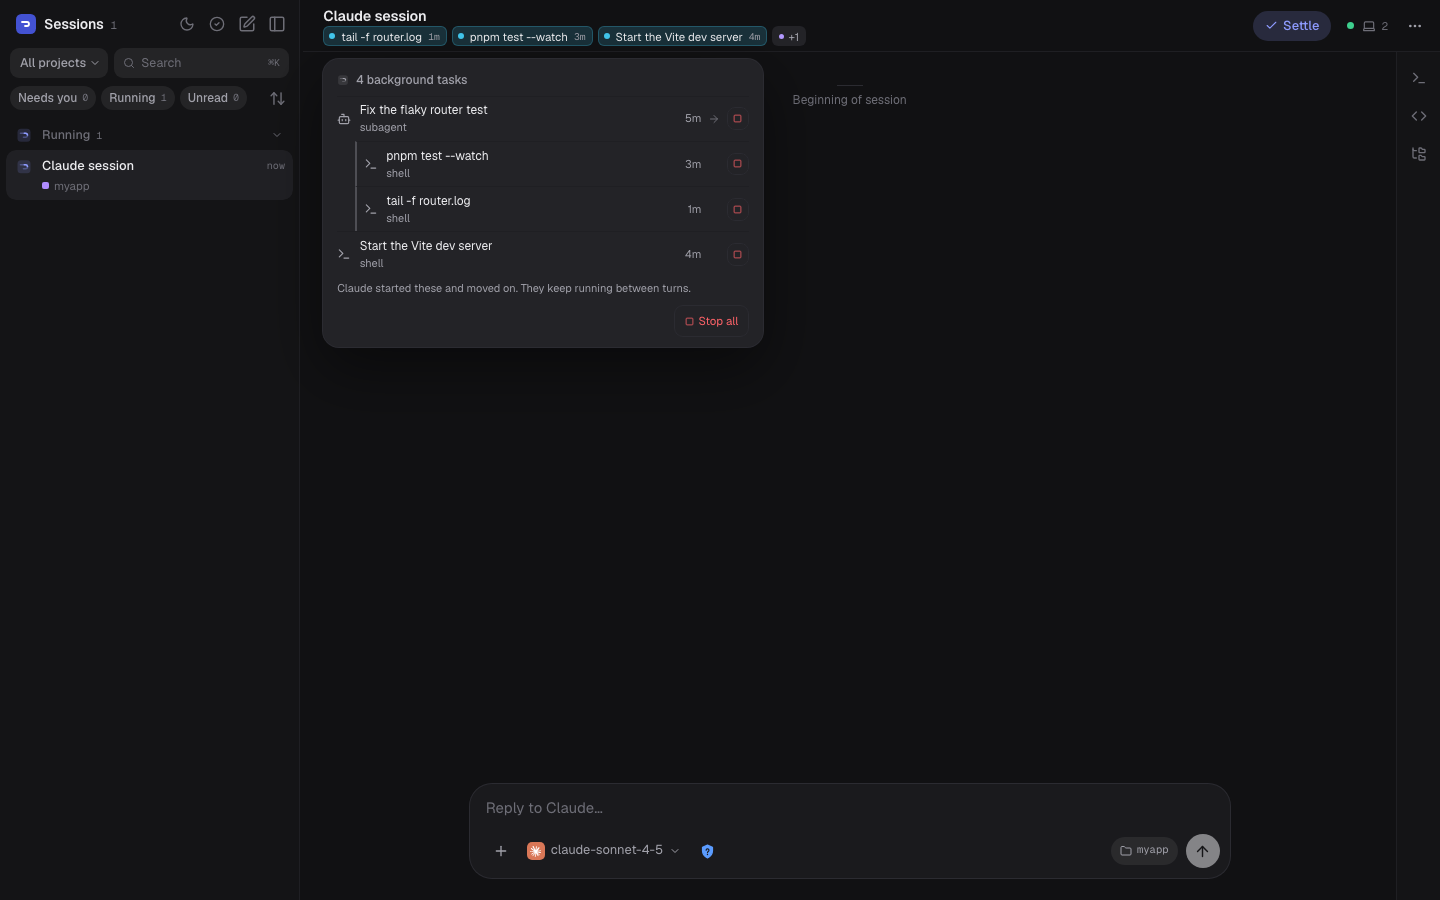 Sessions 1
All projects
Search ⌘K
Needs you 0
Running 1
Unread 0
Running 1
Claude session now
myapp
Claude session
tail -f router.log 1m
pnpm test --watch 3m
Start the Vite dev server 4m
+1
Settle
2
4 background tasks
Fix the flaky router test
subagent
5m
pnpm test --watch
shell
3m
tail -f router.log
shell
1m
Start the Vite dev server
shell
4m
Claude started these and moved on. They keep running between turns.
Stop all
Beginning of session
Reply to Claude...
claude-sonnet-4-5
myapp